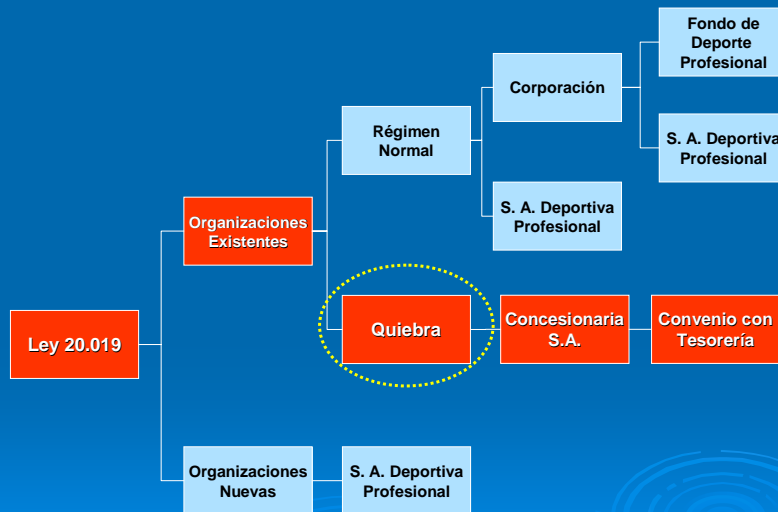 Fondo de
Deporte
Profesional
Corporación
Régimen
Normal
S. A. Deportiva
Profesional
S. A. Deportiva
Profesional
Organizaciones
Existentes
Ley 20.019
Quiebra
Concesionaria
S.A.
Convenio con
Tesorería
Organizaciones
Nuevas
S. A. Deportiva
Profesional